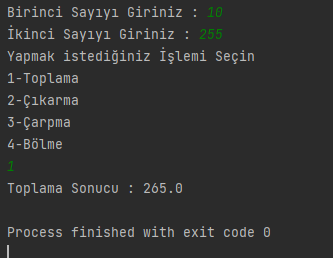 Birinci Sayıyı Giriniz : 10
İkinci Sayıyı Giriniz : 255
Yapmak istediğiniz İşlemi Seçin
1-Toplama
2-Çıkarma
3-Çarpma
4-Bölme
1
Toplama Sonucu : 265.0
Process finished with exit code 0